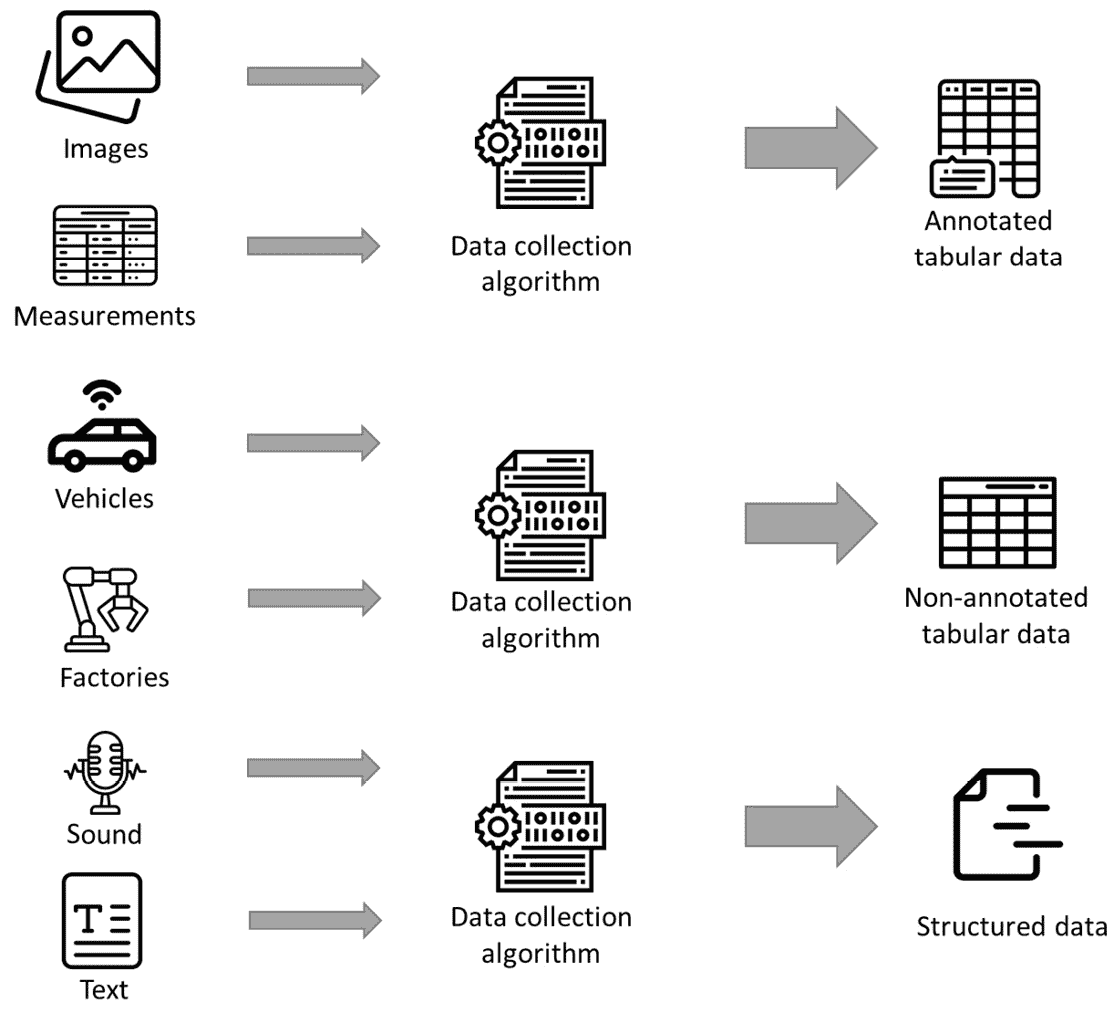 Images
Measurements
Data collection
algorithm
Annotated
tabular data
Vehicles
Factories
Data collection
algorithm
Non-annotated
tabular data
Sound
T
Text
Data collection
algorithm
Structured data